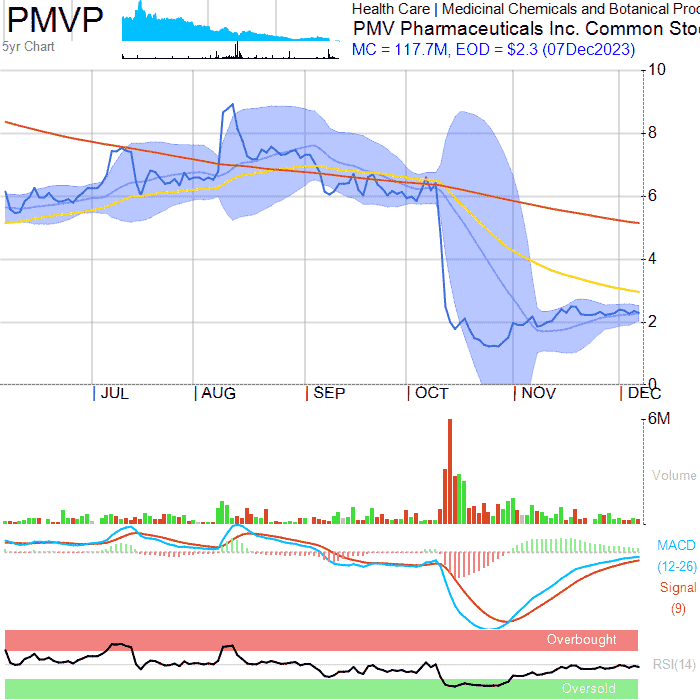 PMVP
5yr Chart
Health Care | Medicinal Chemicals and Botanical Prod
PMV Pharmaceuticals Inc. Common Sto
MC = 117.7M, EOD = $2.3 (07Dec2023)
10
8
6
4
2
0
JUL AUG SEP OCT NOV DEC
6M
Volume
MACD
(12-26)
Signal
(9)
Overbought
RSI(14)
Oversold